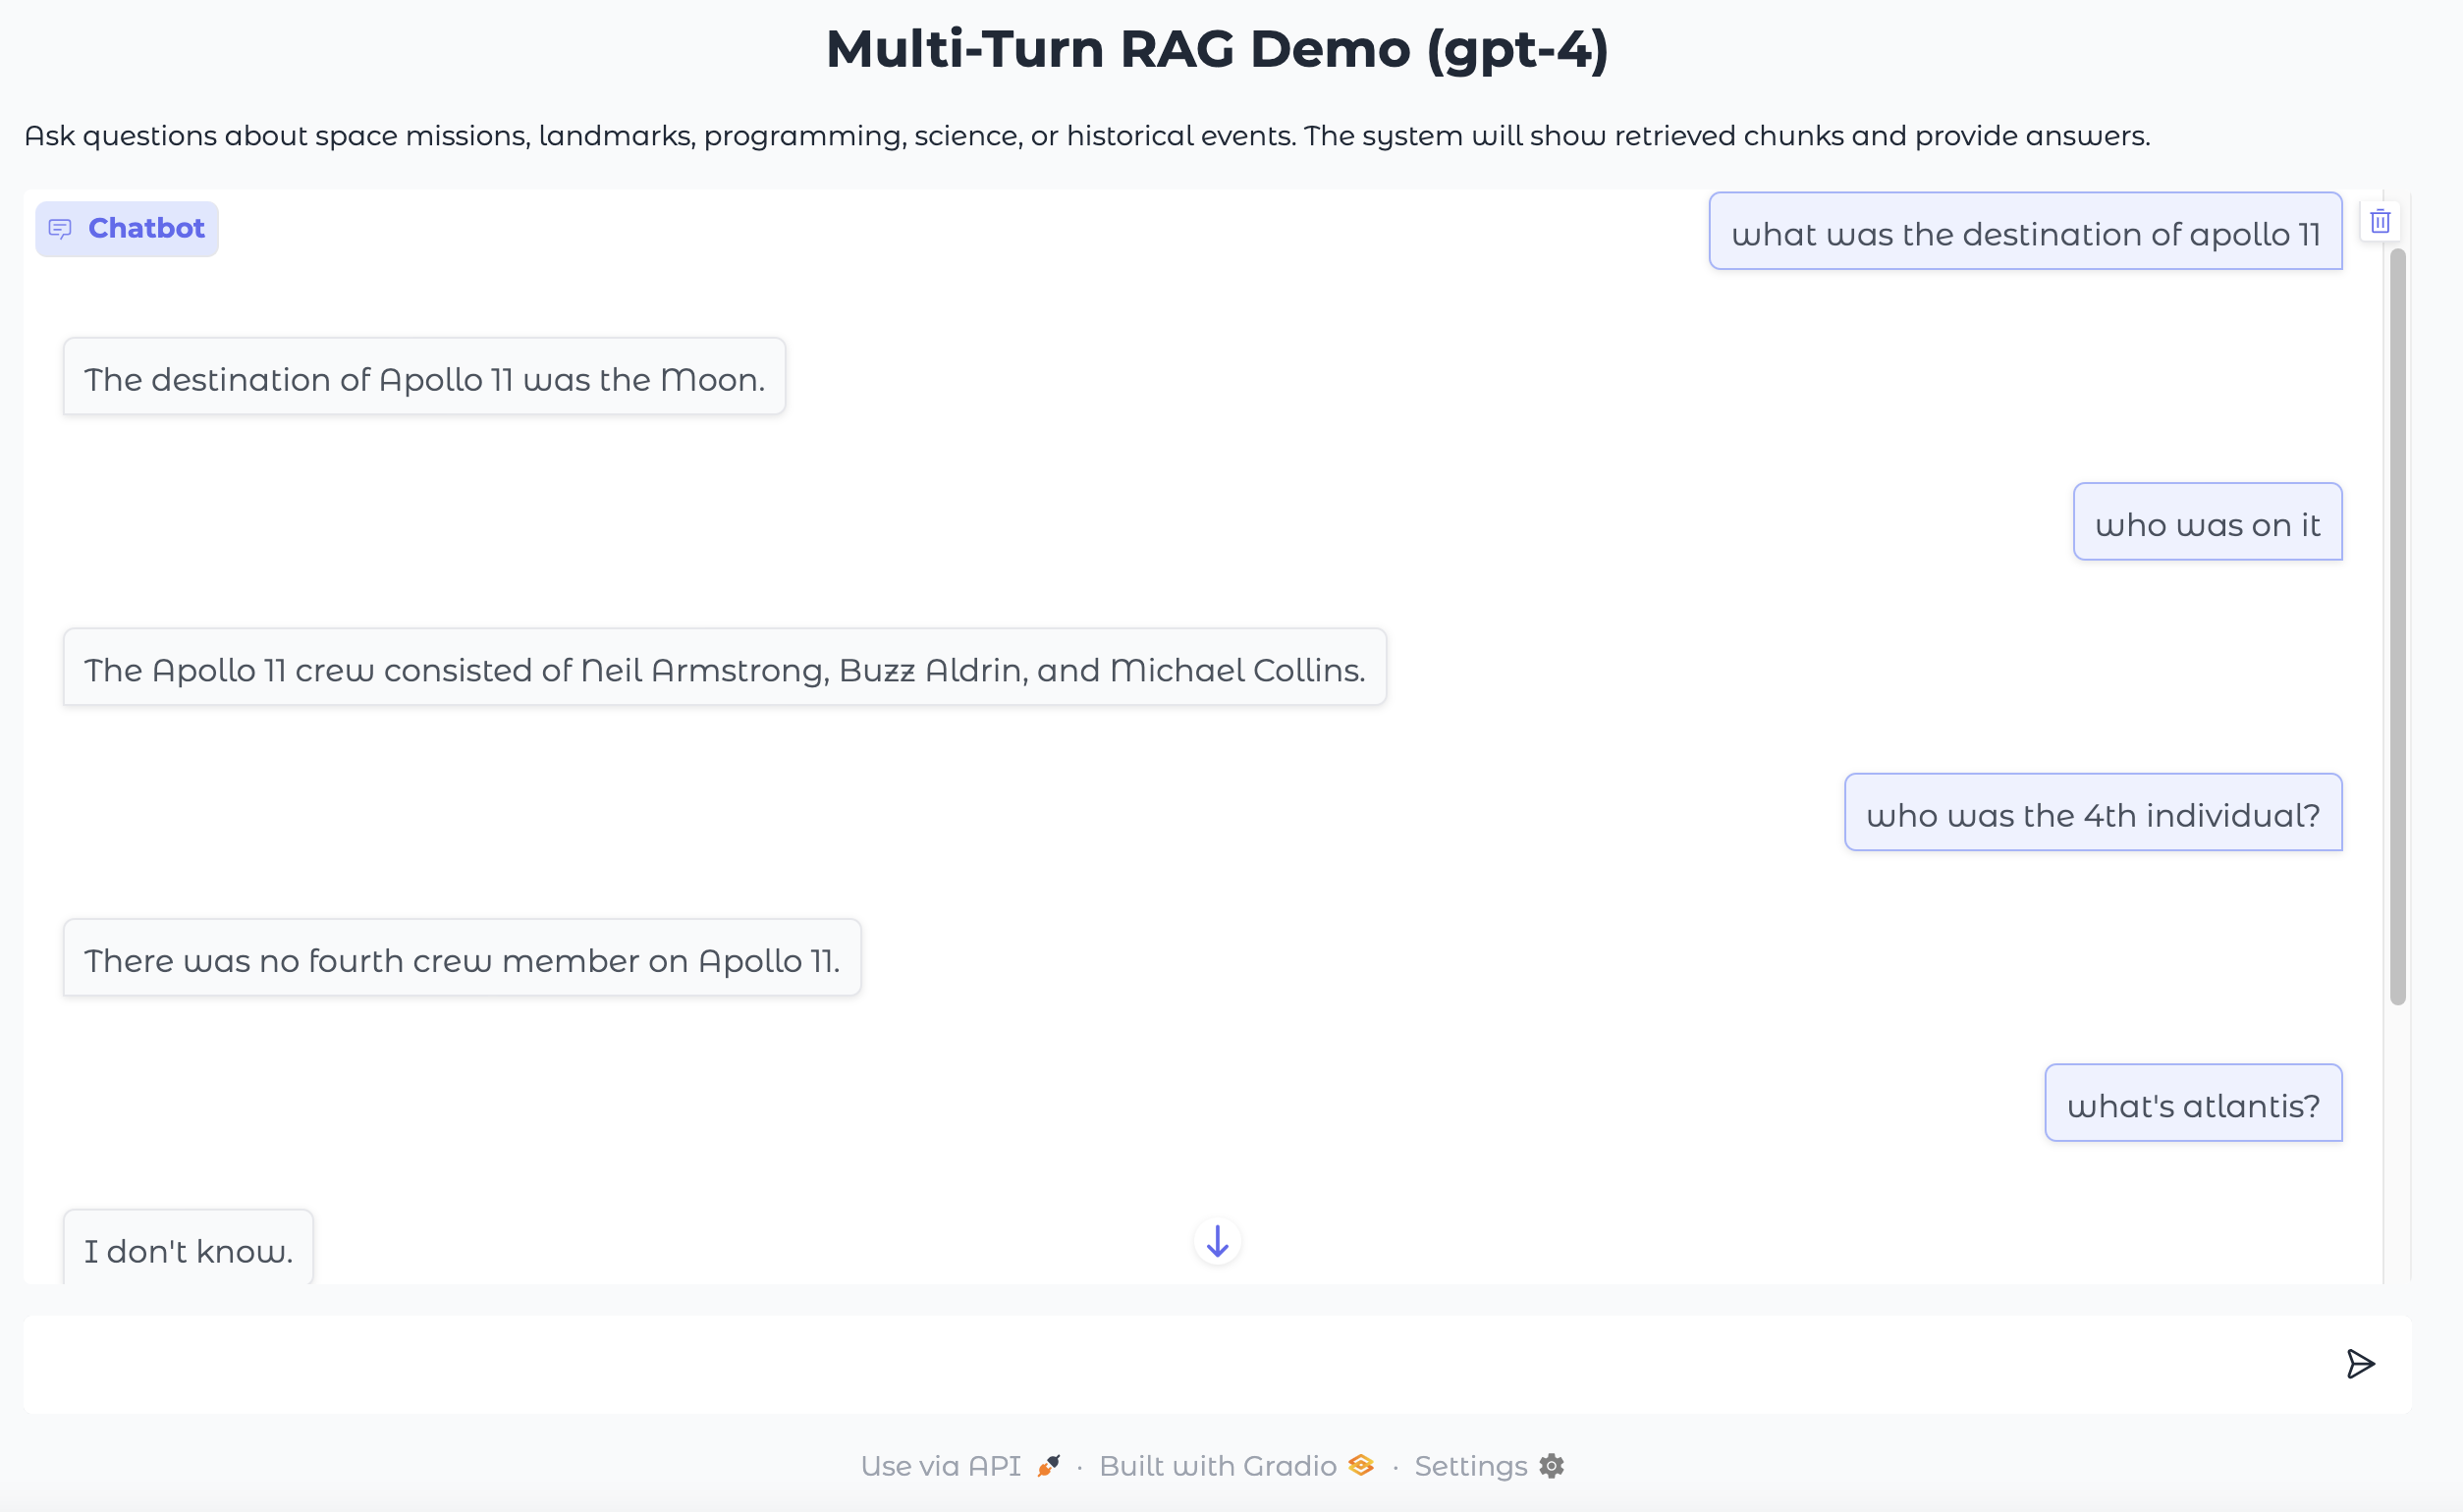 Multi-Turn RAG Demo (gpt-4)
Ask questions about space missions, landmarks, programming, science, or historical events. The system will show retrieved chunks and provide answers.
Chatbot
what was the destination of apollo 11
The destination of Apollo 11 was the Moon.
who was on it
The Apollo 11 crew consisted of Neil Armstrong, Buzz Aldrin, and Michael Collins.
who was the 4th individual?
There was no fourth crew member on Apollo 11.
what's atlantis?
I don't know.
Use via API · Built with Gradio · Settings